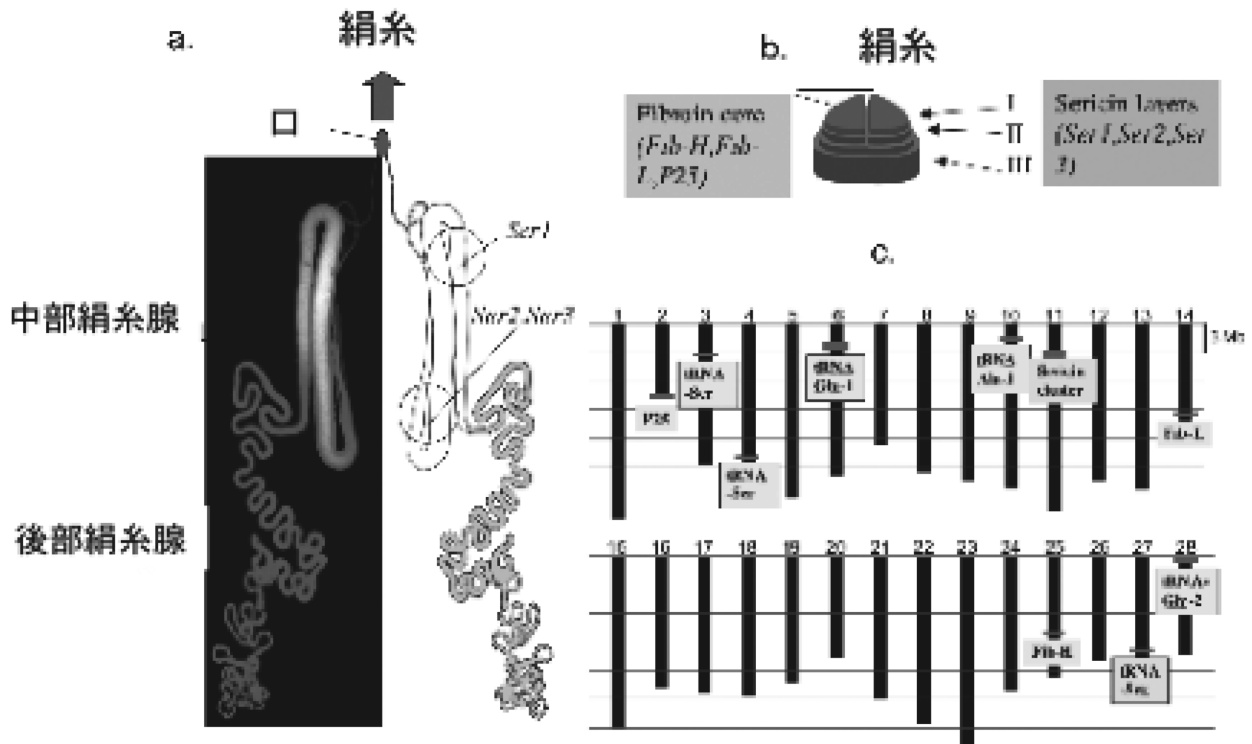 a.
絹糸
口
中部絹糸腺
後部絹糸腺
Ser1
b.
絹糸
Fibroin core
(Fib-H,Fib-
L,P25)
I
II
III
Sericin layers
(Ser1,Ser2,Ser
3)
c.
1 2 3 4 5 6 7 8 9 10 11 12 13 14
P25
tRNA
-Ser
tRNA
-Ser
tRNA
Gly-1
tRNA
Ala-1
Sericin
cluster
Fib-L
15 16 17 18 19 20 21 22 23 24 25 26 27 28
Fib-H
tRNA
-Ser
tRNA-
Gly-2